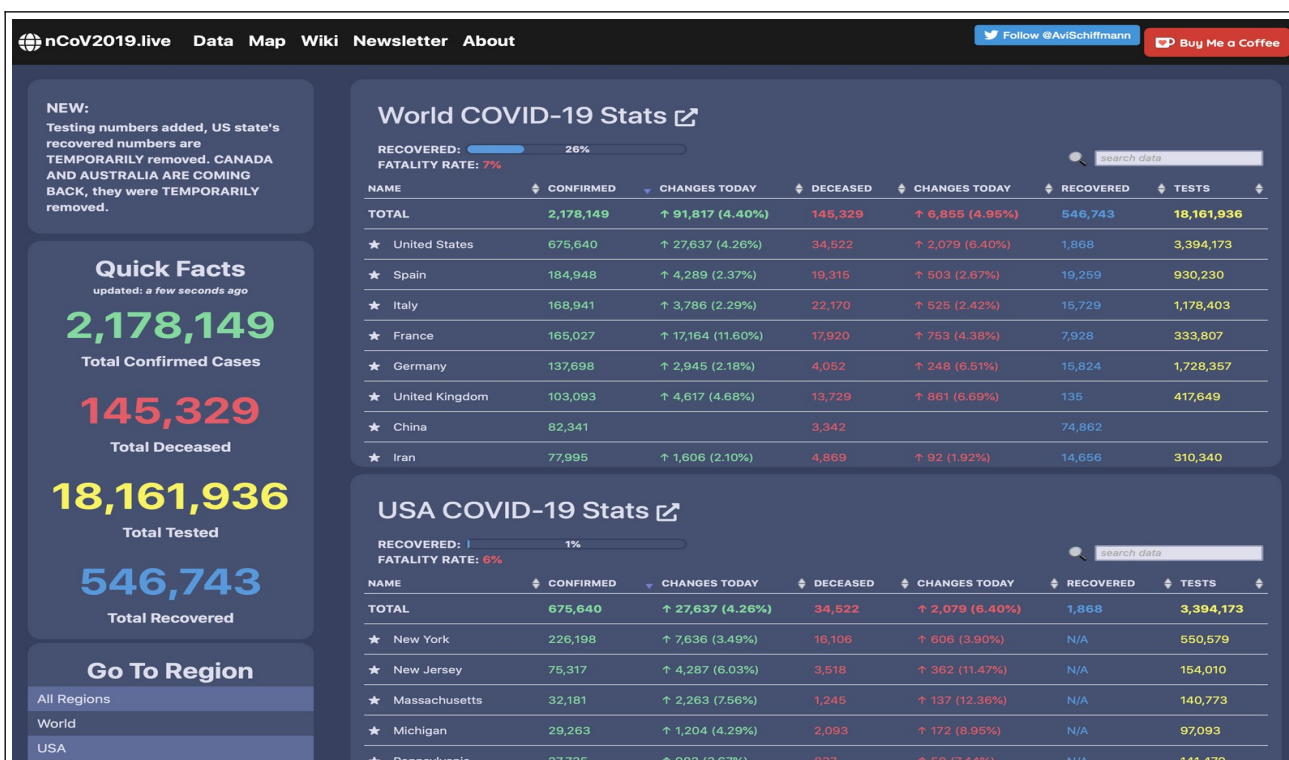 nCoV2019.live Data Map Wiki Newsletter About
Follow @AviSchiffmann
Buy Me a Coffee
NEW:
Testing numbers added, US state's
recovered numbers are
TEMPORARILY removed. CANADA
AND AUSTRALIA ARE COMING
BACK, they were TEMPORARILY
removed.
Quick Facts
updated: a few seconds ago
2,178,149
Total Confirmed Cases
145,329
Total Deceased
18,161,936
Total Tested
546,743
Total Recovered
Go To Region
All Regions
World
USA
World COVID-19 Stats
RECOVERED: 26%
FATALITY RATE: 7%
search data
NAME CONFIRMED CHANGES TODAY DECEASED CHANGES TODAY RECOVERED TESTS
TOTAL 2,178,149 ↑ 91,817 (4.40%) 145,329 ↑ 6,855 (4.95%) 546,743 18,161,936
★ United States 675,640 ↑ 27,637 (4.26%) 34,522 ↑ 2,079 (6.40%) 1,868 3,394,173
★ Spain 184,948 ↑ 4,289 (2.37%) 19,315 ↑ 503 (2.67%) 19,259 930,230
★ Italy 168,941 ↑ 3,786 (2.29%) 22,170 ↑ 525 (2.42%) 15,729 1,178,403
★ France 165,027 ↑ 17,164 (11.60%) 17,920 ↑ 753 (4.38%) 7,928 333,807
★ Germany 137,698 ↑ 2,945 (2.18%) 4,052 ↑ 248 (6.51%) 15,824 1,728,357
★ United Kingdom 103,093 ↑ 4,617 (4.68%) 13,729 ↑ 861 (6.69%) 135 417,649
★ China 82,341 3,342 74,862
★ Iran 77,995 ↑ 1,606 (2.10%) 4,869 ↑ 92 (1.92%) 14,656 310,340
USA COVID-19 Stats
RECOVERED: 1%
FATALITY RATE: 6%
search data
NAME CONFIRMED CHANGES TODAY DECEASED CHANGES TODAY RECOVERED TESTS
TOTAL 675,640 ↑ 27,637 (4.26%) 34,522 ↑ 2,079 (6.40%) 1,868 3,394,173
★ New York 226,198 ↑ 7,636 (3.49%) 16,106 ↑ 606 (3.90%) N/A 550,579
★ New Jersey 75,317 ↑ 4,287 (6.03%) 3,518 ↑ 362 (11.47%) N/A 154,010
★ Massachusetts 32,181 ↑ 2,263 (7.56%) 1,245 ↑ 137 (12.36%) N/A 140,773
★ Michigan 29,263 ↑ 1,204 (4.29%) 2,093 ↑ 172 (8.95%) N/A 97,093